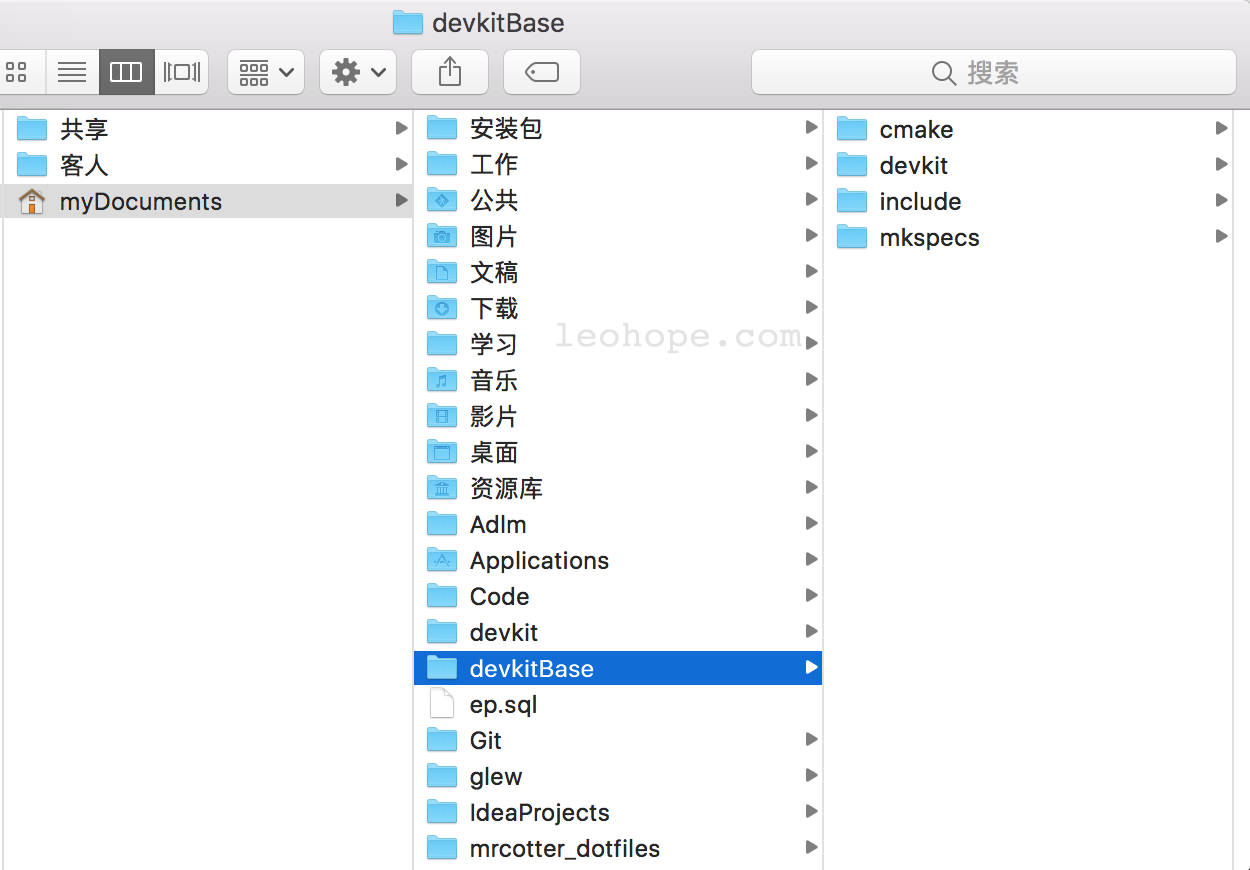 devkitBase
搜索
共享
客人
myDocuments
安装包
工作
公共
图片
文稿
下载
学习
音乐
影片
桌面
资源库
Adlm
Applications
Code
devkit
devkitBase
ep.sql
Git
glew
IdeaProjects
mrcotter_dotfiles
cmake
devkit
include
mkspecs
leohope.com